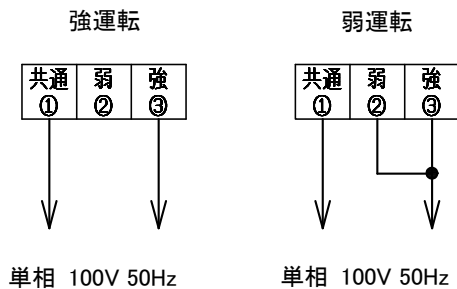 強運転
弱運転
共通 弱 強
① ② ③
共通 弱 強
① ② ③
単相 100V 50Hz
単相 100V 50Hz